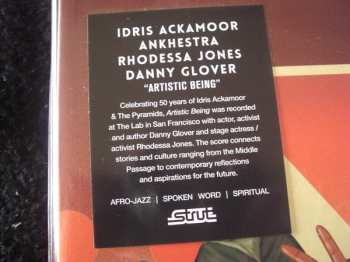 IDRIS ACKAMOOR
ANKHESTRA
RHODESSA JONES
DANNY GLOVER
"ARTISTIC BEING"
Celebrating 50 years of Idris Ackamoor
& The Pyramids, Artistic Being was recorded
at The Lab in San Francisco with actor, activist
and author Danny Glover and stage actress /
activist Rhodessa Jones. The score connects
stories and culture ranging from the Middle
Passage to contemporary reflections
and aspirations for the future.
AFRO-JAZZ | SPOKEN WORD | SPIRITUAL
strut